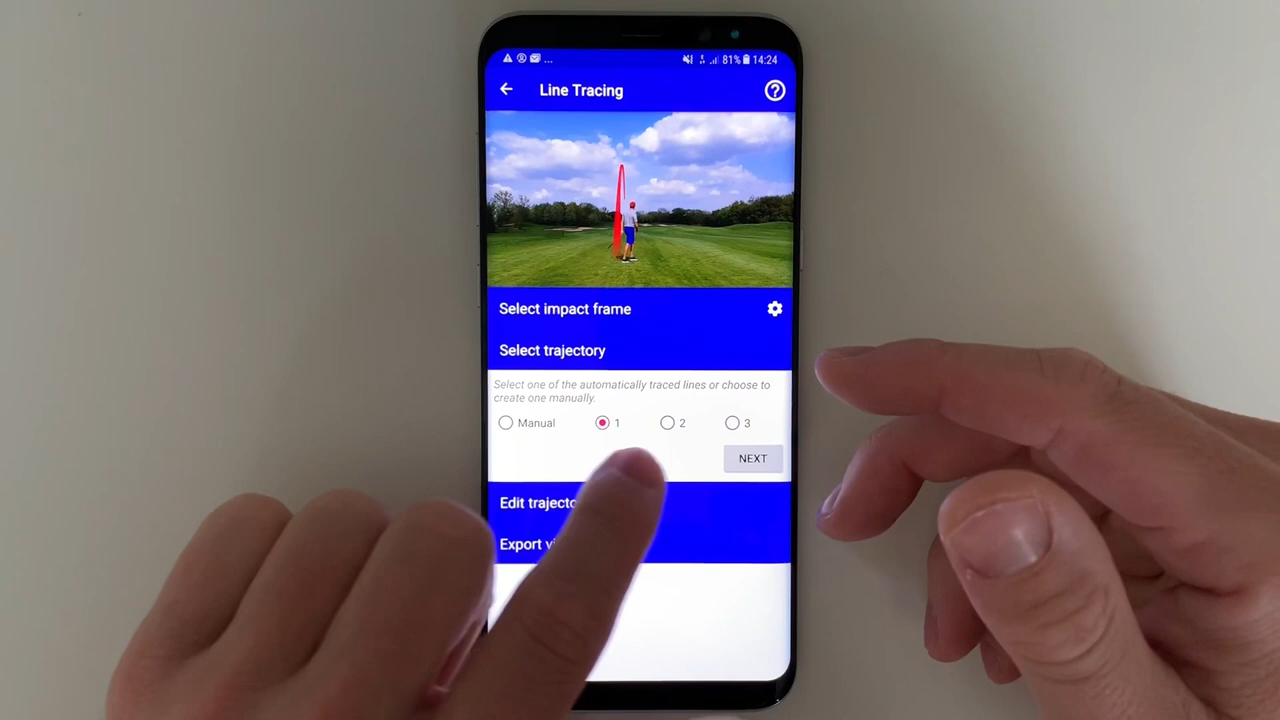 ... 81% 14:24
Line Tracing
Select impact frame
Select trajectory
Select one of the automatically traced lines or choose to
create one manually.
Manual 1 2 3
NEXT
Edit
Export